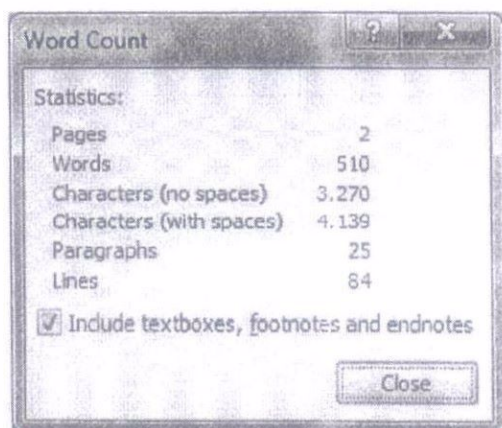 Word Count
Statistics:
Pages 2
Words 510
Characters (no spaces) 3.270
Characters (with spaces) 4.139
Paragraphs 25
Lines 84
Include textboxes, footnotes and endnotes
Close